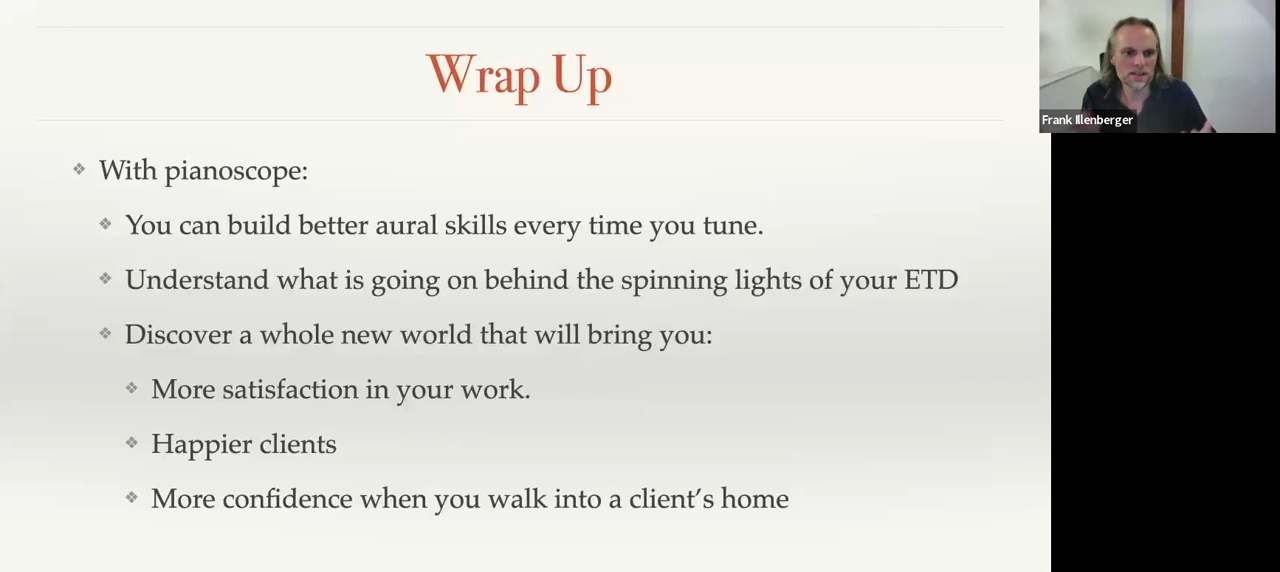 Wrap Up
Frank Illenberger
With pianoscope:
You can build better aural skills every time you tune.
Understand what is going on behind the spinning lights of your ETD
Discover a whole new world that will bring you:
More satisfaction in your work.
Happier clients
More confidence when you walk into a client’s home